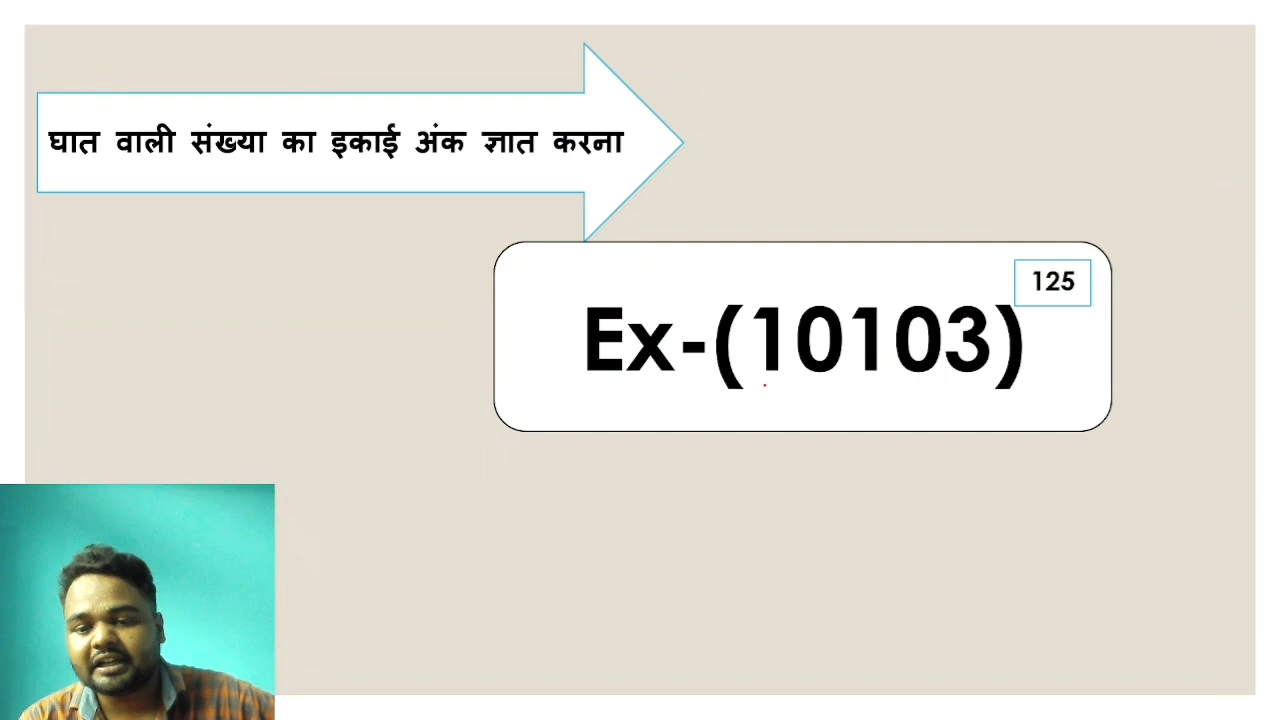 घात वाली संख्या का इकाई अंक ज्ञात करना
125
Ex-(10103)